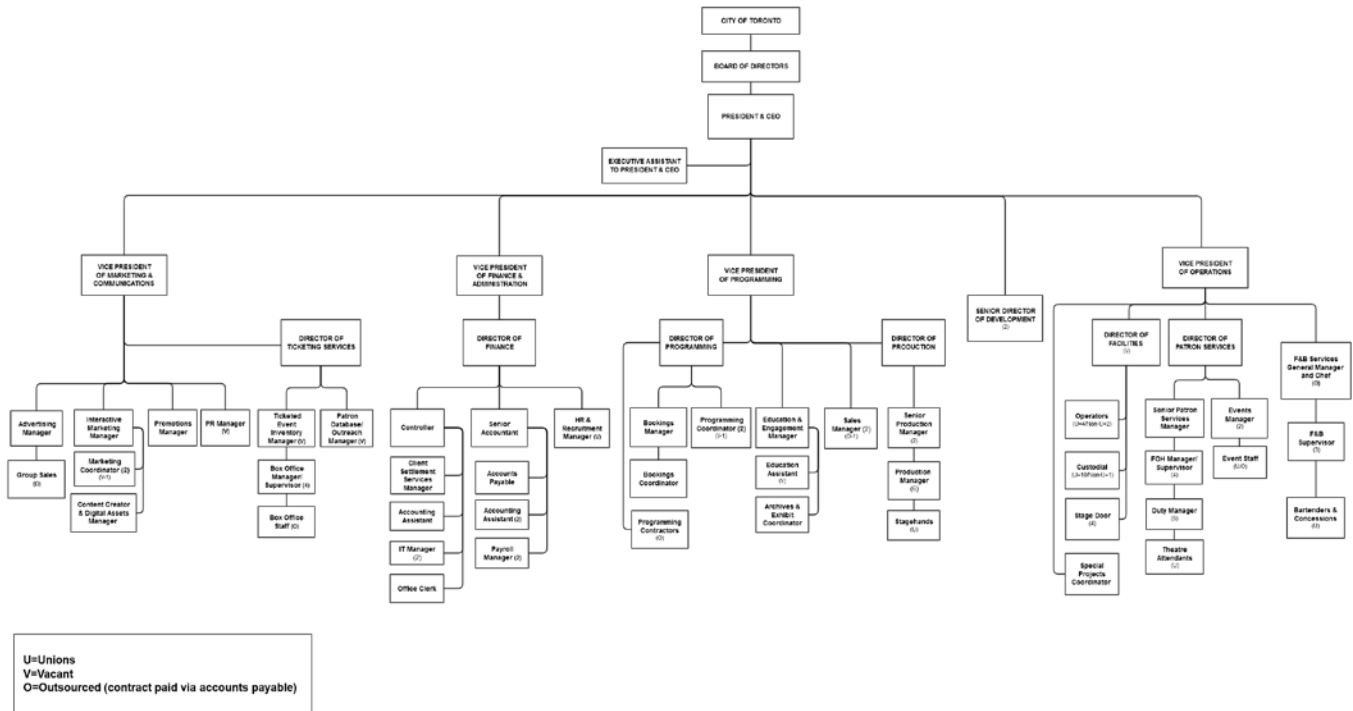 CITY OF TORONTO
BOARD OF DIRECTORS
PRESIDENT & CEO
EXECUTIVE ASSISTANT
TO PRESIDENT & CEO
VICE PRESIDENT
OF MARKETING &
COMMUNICATIONS
VICE PRESIDENT
OF FINANCE &
ADMINISTRATION
VICE PRESIDENT
OF PROGRAMMING
VICE PRESIDENT
OF OPERATIONS
SENIOR DIRECTOR
OF DEVELOPMENT
(2)
DIRECTOR OF
TICKETING SERVICES
DIRECTOR OF
FINANCE
DIRECTOR OF
PROGRAMMING
DIRECTOR OF
PRODUCTION
DIRECTOR OF
FACILITIES
(V)
DIRECTOR OF
PATRON SERVICES
F&B Services
General Manager
and Chef
(O)
Advertising
Manager
Group Sales
Interactive
Marketing
Manager
Marketing
Coordinator (2)
(V-1)
Content Creator
& Digital Assets
Manager
Promotions
Manager
PR Manager
(V)
Ticketed
Event
Inventory
Manager (V)
Box Office
Manager/
Supervisor (4)
Box Office
Staff (O)
Patron
Database/
Outreach
Manager (V)
Controller
Client
Settlement
Services
Manager
Accounting
Assistant
IT Manager
(2)
Office Clerk
Senior
Accountant
Accounts
Payable
Accounting
Assistant (2)
Payroll
Manager (2)
HR &
Recruitment
Manager
Bookings
Manager
Bookings
Coordinator
Programming
Contractors
(O)
Programming
Coordinator (2)
(V-1)
Education &
Engagement
Manager
Education
Assistant
(V)
Archives &
Exhibit
Coordinator
Sales
Manager (2)
Senior
Production
Manager
(2)
Production
Manager
Stagehands
(U)
Operators
Custodial
Stage Door
(4)
Special
Projects
Coordinator
Senior Patron
Services
Manager
FOH Manager/
Supervisor
(4)
Duty Manager
(5)
Theatre
Attendants
(U)
Events
Manager
(2)
Event Staff
(U/O)
F&B
Supervisor
(3)
Bartenders &
Concessions
(U)
U=Unions
V=Vacant
O=Outsourced (contract paid via accounts payable)